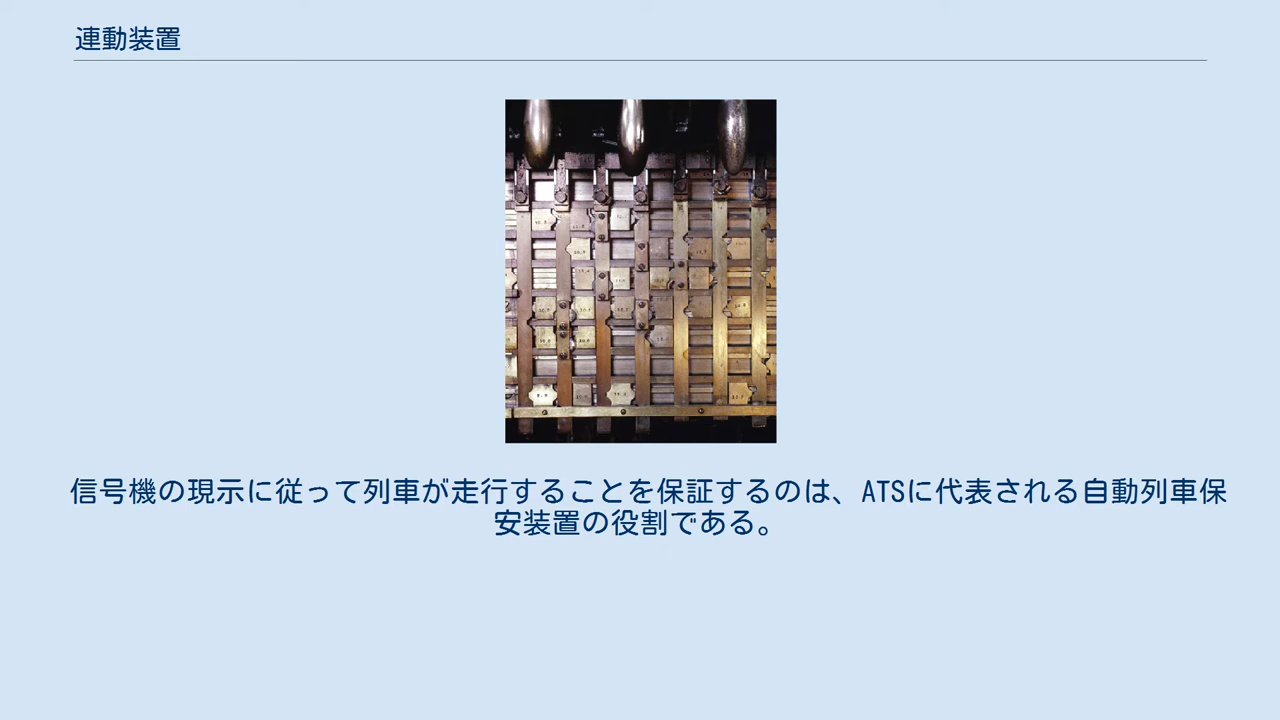 連動装置
信号機の現示に従って列車が走行することを保証するのは、ATSに代表される自動列車保
安装置の役割である。